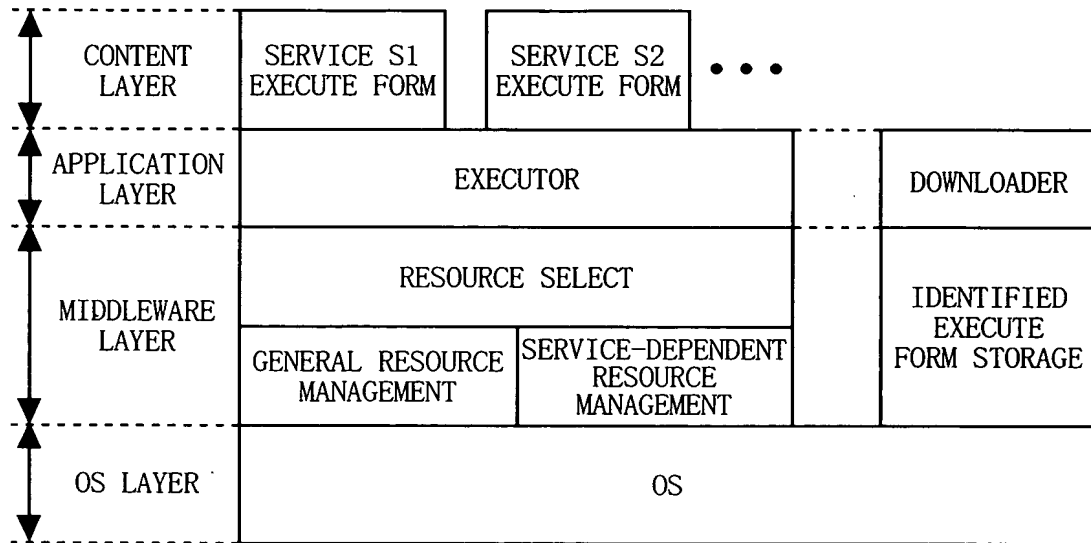 CONTENT
LAYER
SERVICE S1
EXECUTE FORM
SERVICE S2
EXECUTE FORM
APPLICATION
LAYER
EXECUTOR
DOWNLOADER
MIDDLEWARE
LAYER
RESOURCE SELECT
GENERAL RESOURCE
MANAGEMENT
SERVICE-DEPENDENT
RESOURCE
MANAGEMENT
IDENTIFIED
EXECUTE
FORM STORAGE
OS LAYER
OS